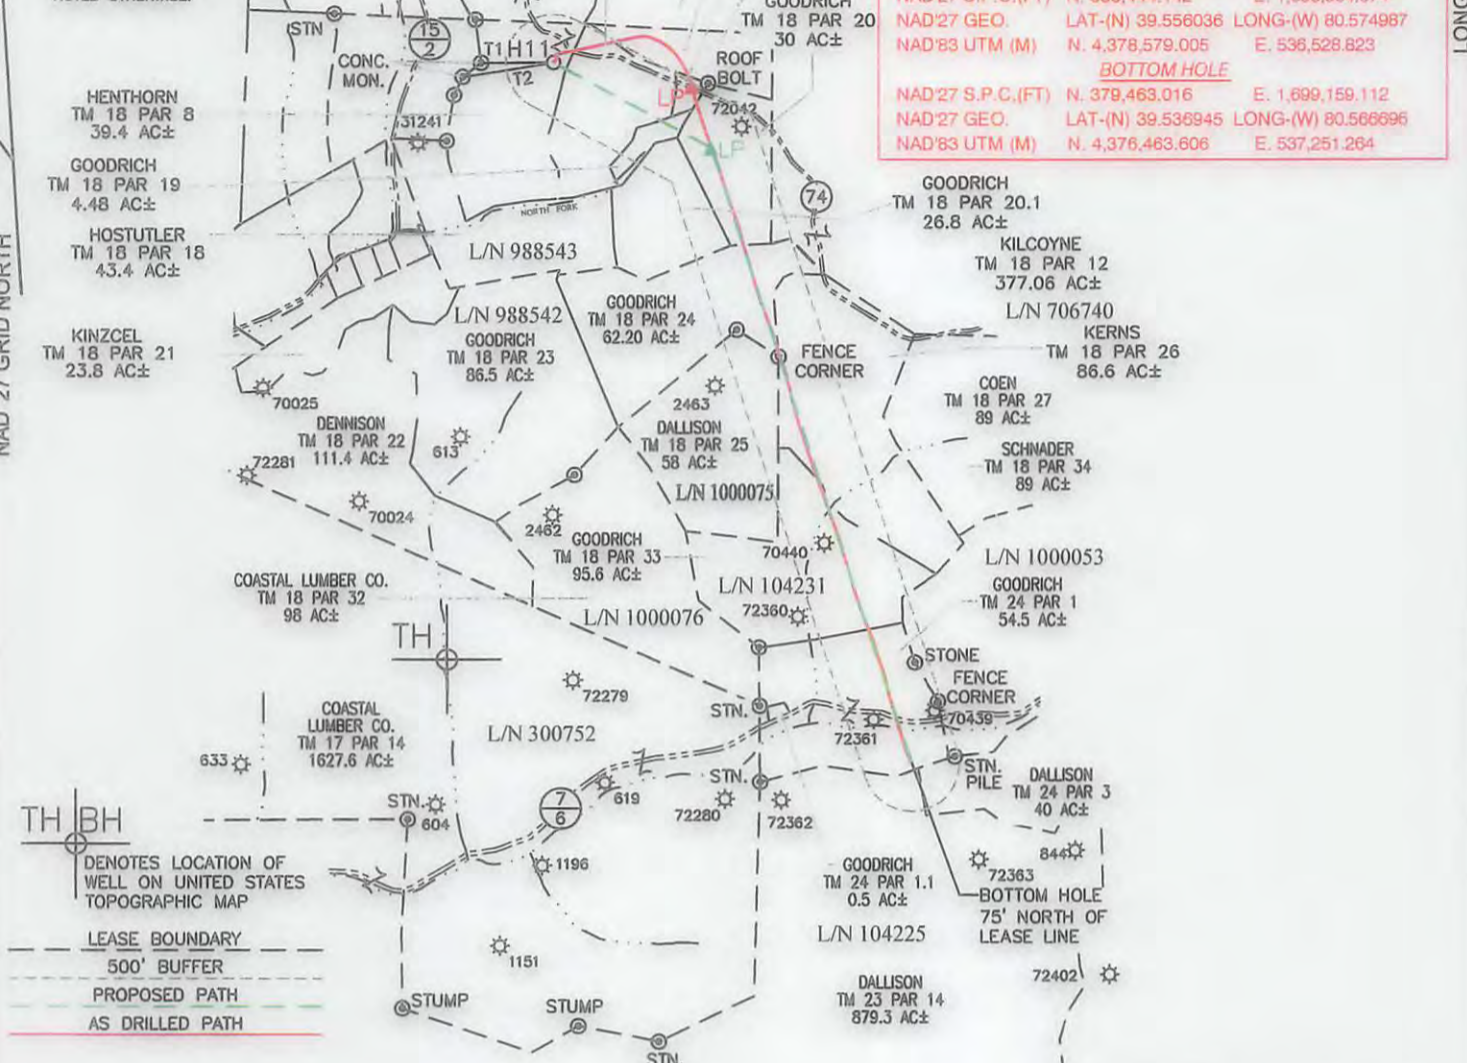 GOODRICH
TM 18 PAR 20
30 AC±
NAD'27 GEO. LAT-(N) 39.556036 LONG-(W) 80.574987
NAD'83 UTM (M) N. 4,378,579.005 E. 536,528.823
BOTTOM HOLE
NAD'27 S.P.C.(FT) N. 379,463.016 E. 1,699,159.112
NAD'27 GEO. LAT-(N) 39.536945 LONG-(W) 80.566696
NAD'83 UTM (M) N. 4,376,463.606 E. 537,251.264
LONG
STN
15
2
T1
H11
T2
CONC.
MON.
ROOF
BOLT
LP
72042
LP
HENTHORN
TM 18 PAR 8
39.4 AC±
31241
GOODRICH
TM 18 PAR 19
4.48 AC±
74
GOODRICH
TM 18 PAR 20.1
26.8 AC±
NORTH FORK
HOSTUTLER
TM 18 PAR 18
43.4 AC±
L/N 988543
KILCOYNE
TM 18 PAR 12
377.06 AC±
L/N 706740
NAD '27 GRID NORTH
L/N 988542
GOODRICH
TM 18 PAR 24
62.20 AC±
KINZCEL
TM 18 PAR 21
23.8 AC±
GOODRICH
TM 18 PAR 23
86.5 AC±
FENCE
CORNER
KERNS
TM 18 PAR 26
86.6 AC±
70025
2463
COEN
TM 18 PAR 27
89 AC±
DENNISON
TM 18 PAR 22
111.4 AC±
613
DALLISON
TM 18 PAR 25
58 AC±
SCHNADER
TM 18 PAR 34
89 AC±
72281
L/N 1000075
70024
2462
GOODRICH
TM 18 PAR 33
95.6 AC±
70440
L/N 1000053
COASTAL LUMBER CO.
TM 18 PAR 32
98 AC±
L/N 104231
72360
GOODRICH
TM 24 PAR 1
54.5 AC±
L/N 1000076
TH
STONE
FENCE
CORNER
72279
STN.
70439
COASTAL
LUMBER CO.
TM 17 PAR 14
1627.6 AC±
L/N 300752
72361
633
STN.
STN.
PILE
DALLISON
TM 24 PAR 3
40 AC±
STN.
604
7
6
619
72280
72362
TH BH
DENOTES LOCATION OF
WELL ON UNITED STATES
TOPOGRAPHIC MAP
1196
844
72363
GOODRICH
TM 24 PAR 1.1
0.5 AC±
BOTTOM HOLE
75' NORTH OF
LEASE LINE
LEASE BOUNDARY
500' BUFFER
PROPOSED PATH
AS DRILLED PATH
1151
L/N 104225
72402
DALLISON
TM 23 PAR 14
879.3 AC±
STUMP
STUMP
STN.